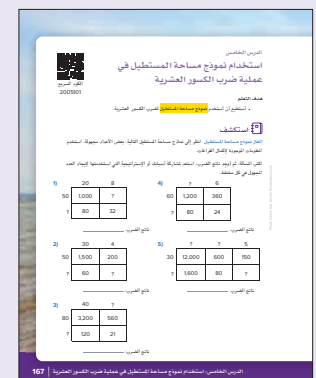 الدرس الخامس
استخدام نموذج مساحة المستطيل في
عملية ضرب الكسور العشرية
الكود السريع
2005101
هدف التعلم
• أستطيع أن أستخدم نموذج مساحة المستطيل لضرب الكسور العشرية.
استكشف
ألغاز نموذج مساحة المستطيل انظر إلى نماذج مساحة المستطيل التالية. بعض الأعداد مجهولة. استخدم
المعلومات الموجودة لإكمال الفراغات.
اكتب المسألة، ثم أوجد ناتج الضرب. استعد لمشاركة أسبابك أو الإستراتيجية التي استخدمتها لإيجاد العدد
المجهول في كل مخطط.
1)
20 8
50 1,000 ?
? 80 32
ناتج الضرب:
2)
30 4
50 1,500 200
? 60 ?
ناتج الضرب:
3)
40 ?
80 3,200 560
? 120 21
ناتج الضرب:
4)
? 6
60 1,200 360
? 80 24
ناتج الضرب:
5)
? ? 5
30 12,000 600 150
? 1,600 80 ?
ناتج الضرب:
الدرس الخامس: استخدام نموذج مساحة المستطيل في عملية ضرب الكسور العشرية 167